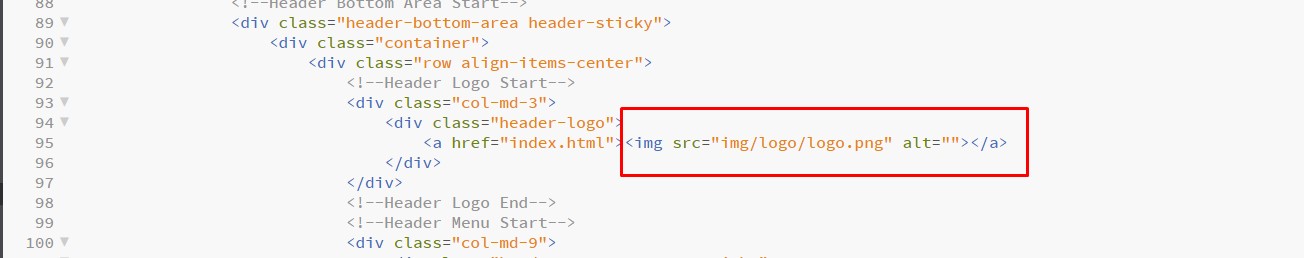 88 <!--Header Bottom Area Start-->
89 <div class="header-bottom-area header-sticky">
90 <div class="container">
91 <div class="row align-items-center">
92 <!--Header Logo Start-->
93 <div class="col-md-3">
94 <div class="header-logo">
95 <a href="index.html"><img src="img/logo/logo.png" alt=""></a>
96 </div>
97 </div>
98 <!--Header Logo End-->
99 <!--Header Menu Start-->
100 <div class="col-md-9">